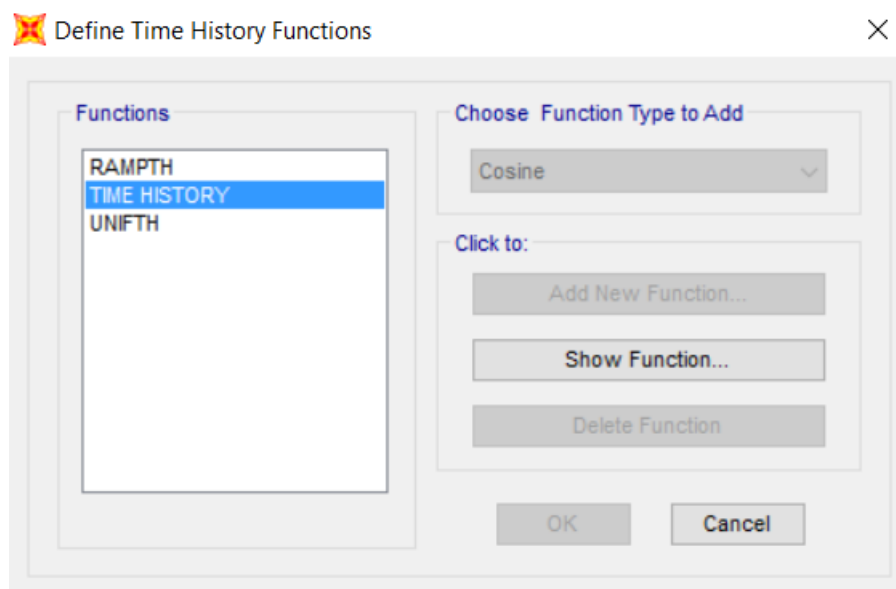 Define Time History Functions
Functions
RAMPTH
TIME HISTORY
UNIFTH
Choose Function Type to Add
Cosine
Click to:
Add New Function...
Show Function...
Delete Function
OK
Cancel